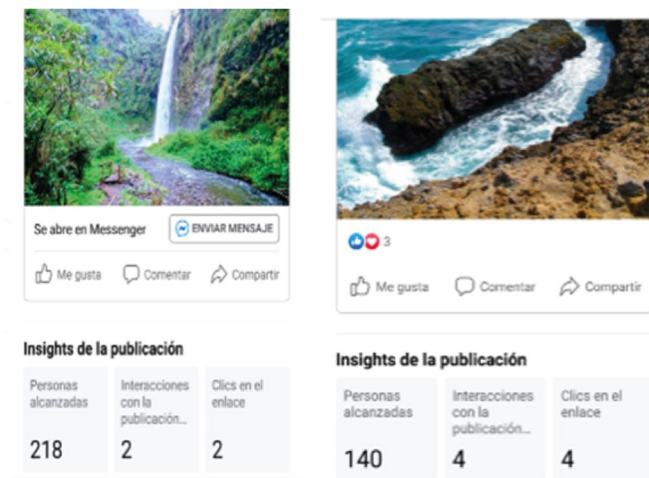 Se abre en Messenger
ENVIAR MENSAJE
Me gusta
Comentar
Compartir
Insights de la publicación
Personas
alcanzadas
218
Interacciones
con la
publicación...
2
Clics en el
enlace
2
3
Me gusta
Comentar
Compartir
Insights de la publicación
Personas
alcanzadas
140
Interacciones
con la
publicación...
4
Clics en el
enlace
4